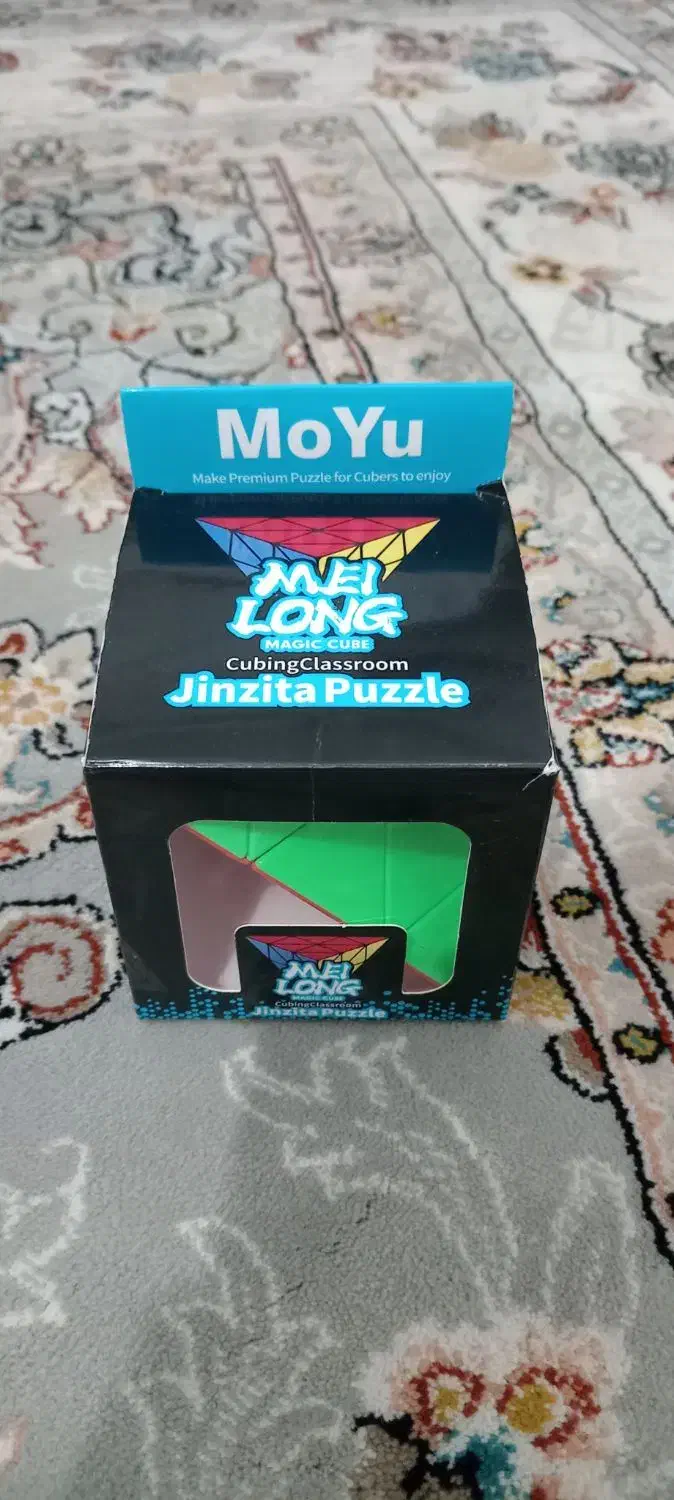 MoYu
Make Premium Puzzle for Cubers to enjoy
MEI
LONG
MAGIC CUBE
CubingClassroom
Jinzita Puzzle
MEI
LONG
MAGIC CUBE
CubingClassroom
Jinzita Puzzle